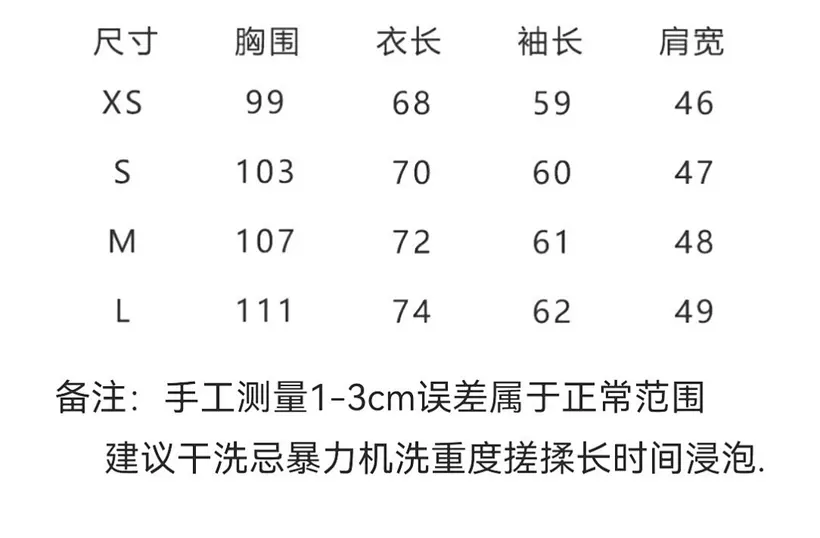 尺寸 胸围 衣长 袖长 肩宽
XS 99 68 59 46
S 103 70 60 47
M 107 72 61 48
L 111 74 62 49
备注：手工测量1-3cm误差属于正常范围
建议干洗忌暴力机洗重度搓揉长时间浸泡.